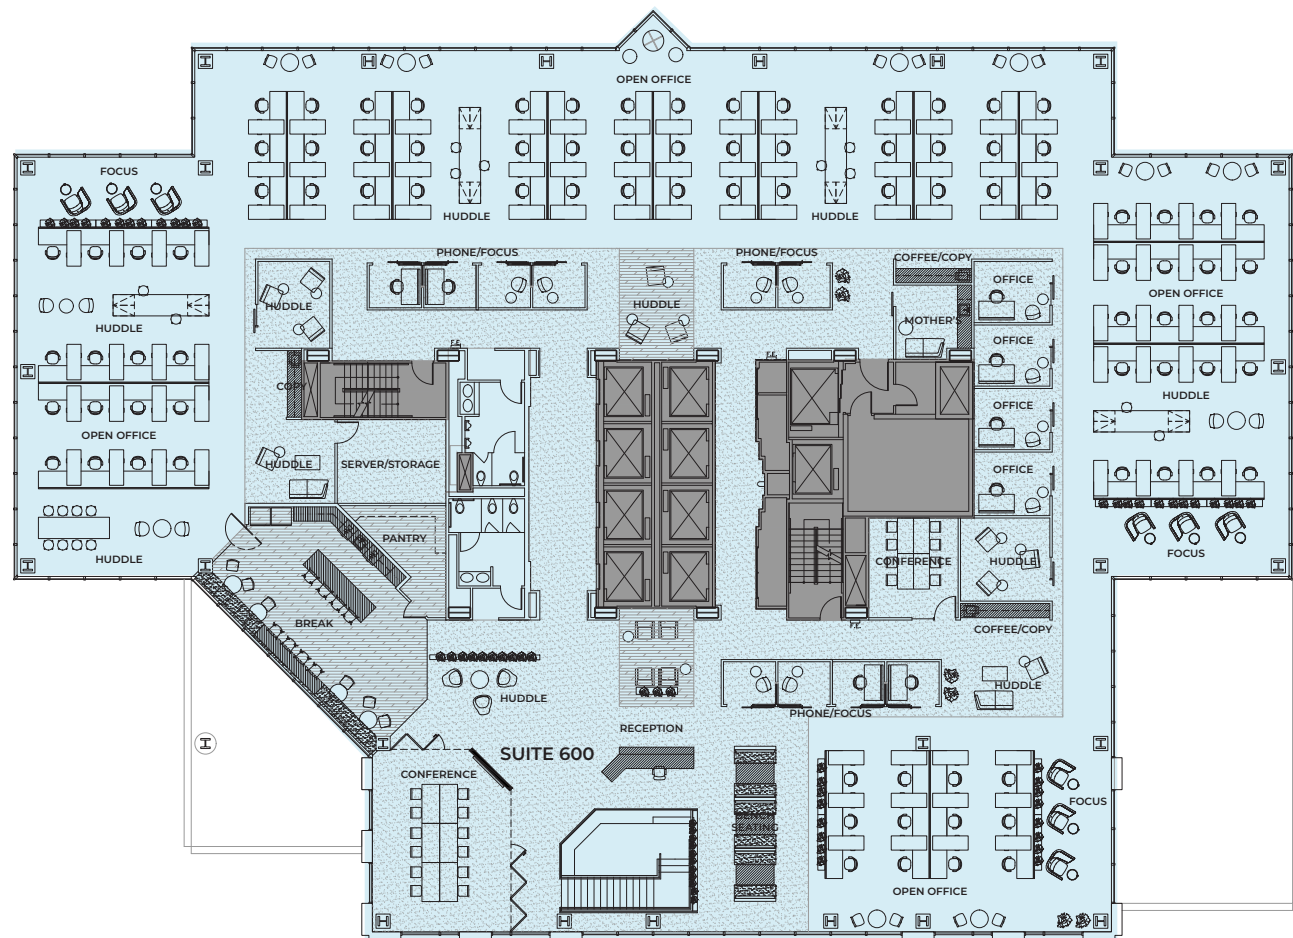 OPEN OFFICE
FOCUS
HUDDLE
HUDDLE
PHONE/FOCUS
PHONE/FOCUS
COFFEE/COPY
OFFICE
OPEN OFFICE
HUDDLE
HUDDLE
MOTHER'S
HUDDLE
OFFICE
COPY
HUDDLE
OFFICE
OPEN OFFICE
HUDDLE
SERVER/STORAGE
OFFICE
PANTRY
FOCUS
HUDDLE
CONFERENCE
HUDDLE
BREAK
COFFEE/COPY
HUDDLE
HUDDLE
PHONE/FOCUS
RECEPTION
SUITE 600
CONFERENCE
FOCUS
BENCH
SEATING
OPEN OFFICE